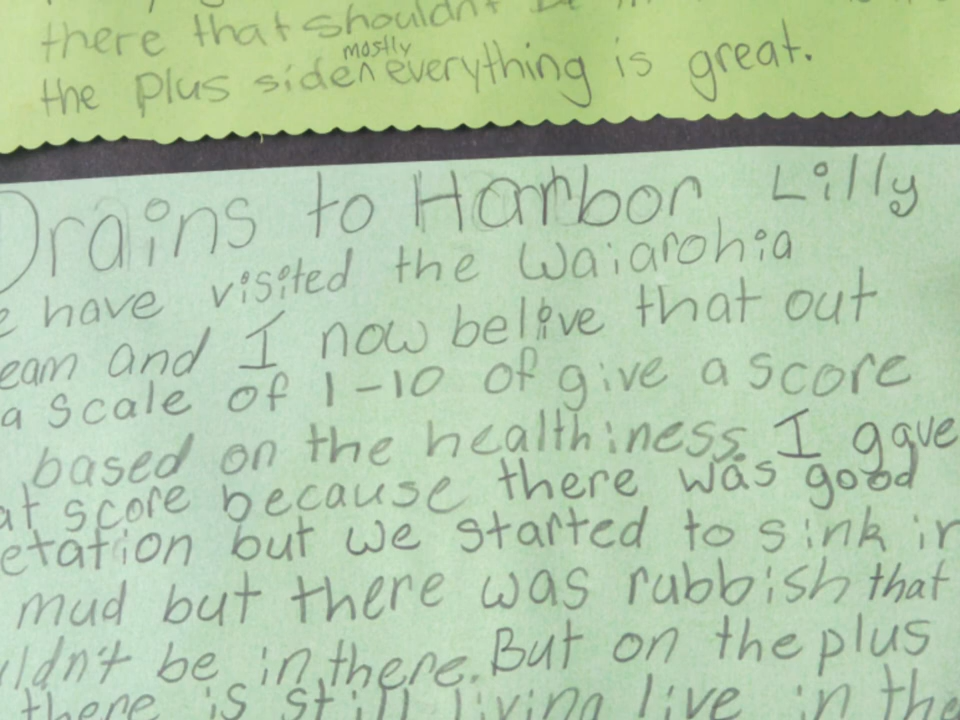 there that shouldn't be in
mostly
the plus side^everything is great.
Drains to Harbor Lilly
have visited the Waiarohia
eam and I now belive that out
a scale of 1-10 of give a score
based on the healthiness. I gave
at score because there was good
etation but we started to sink in
mud but there was rubbish that
uldn't be in there. But on the plus
there is still living live in the